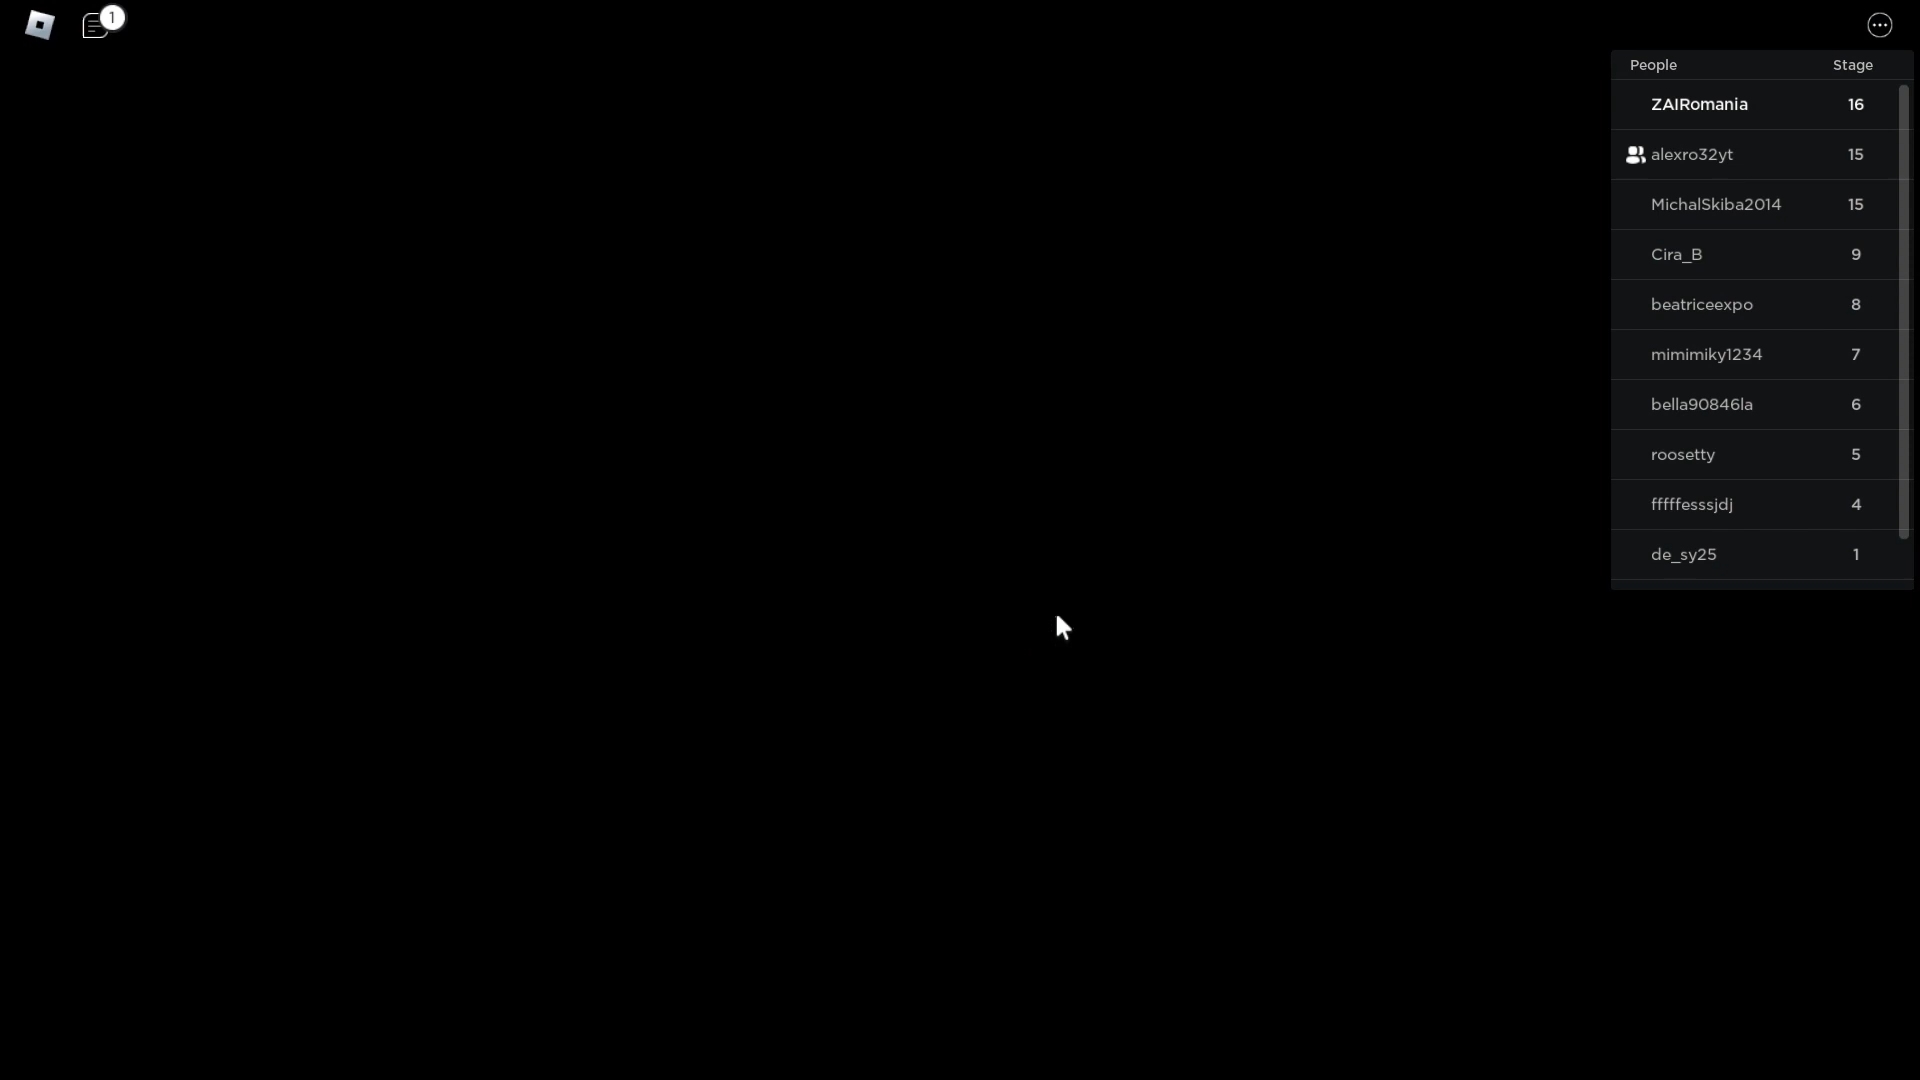 1
People Stage
ZAIRomania 16
alexro32yt 15
MichalSkiba2014 15
Cira_B 9
beatriceexpo 8
mimimiky1234 7
bella90846la 6
roosetty 5
fffffesssjdj 4
de_sy25 1